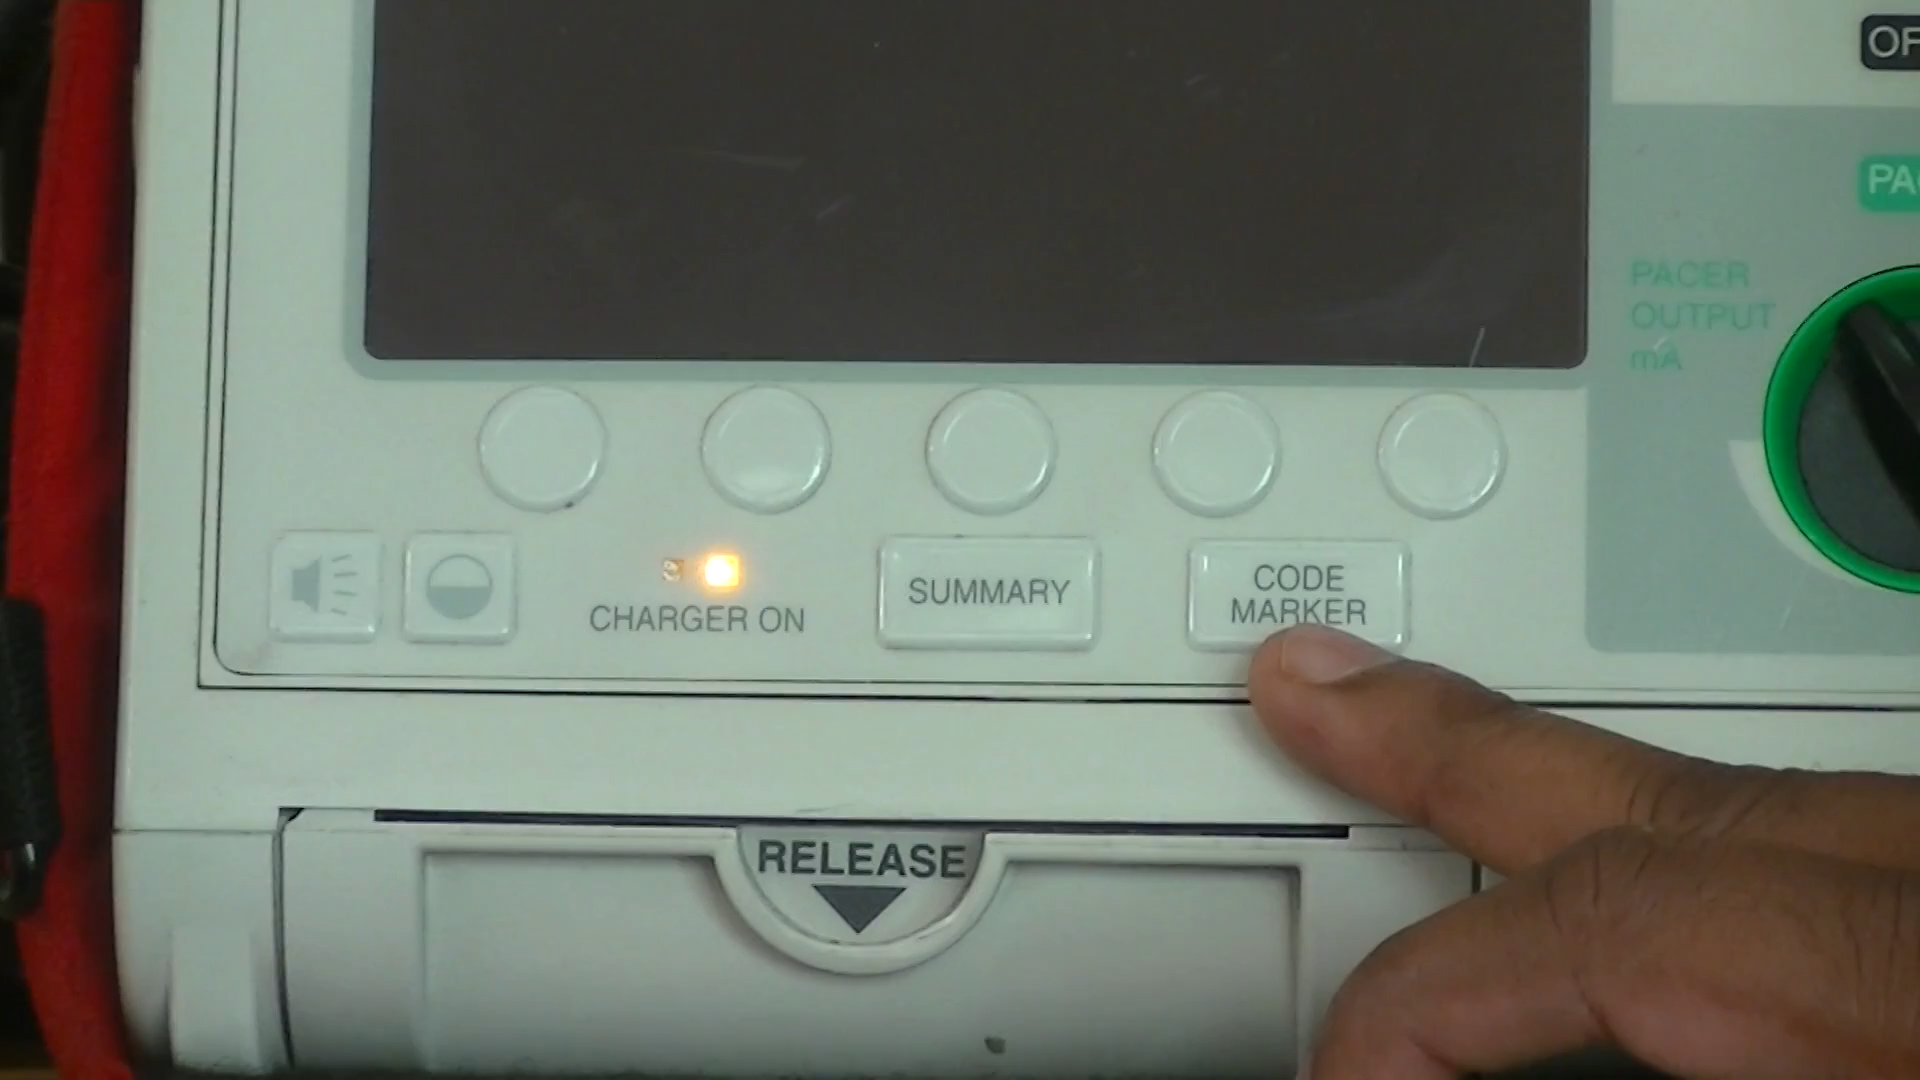 OF
PA
PACER
OUTPUT
mA
CHARGER ON
SUMMARY
CODE
MARKER
RELEASE